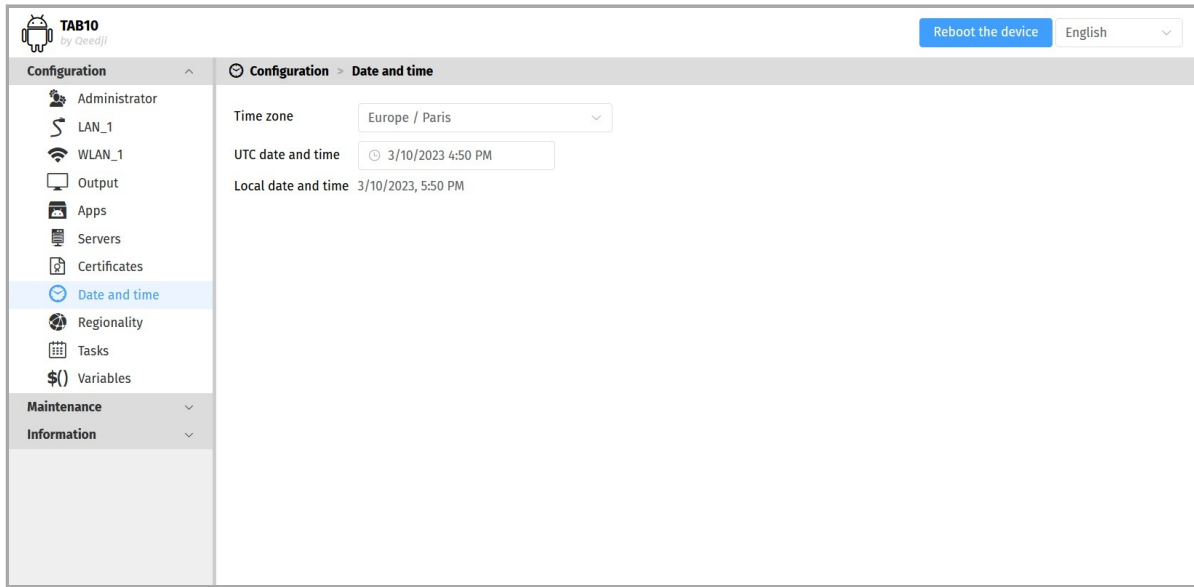 TAB10
by Qeedji
Reboot the device
English
Configuration
Administrator
LAN_1
WLAN_1
Output
Apps
Servers
Certificates
Date and time
Regionality
Tasks
$() Variables
Maintenance
Information
Configuration > Date and time
Time zone Europe / Paris
UTC date and time 3/10/2023 4:50 PM
Local date and time 3/10/2023, 5:50 PM